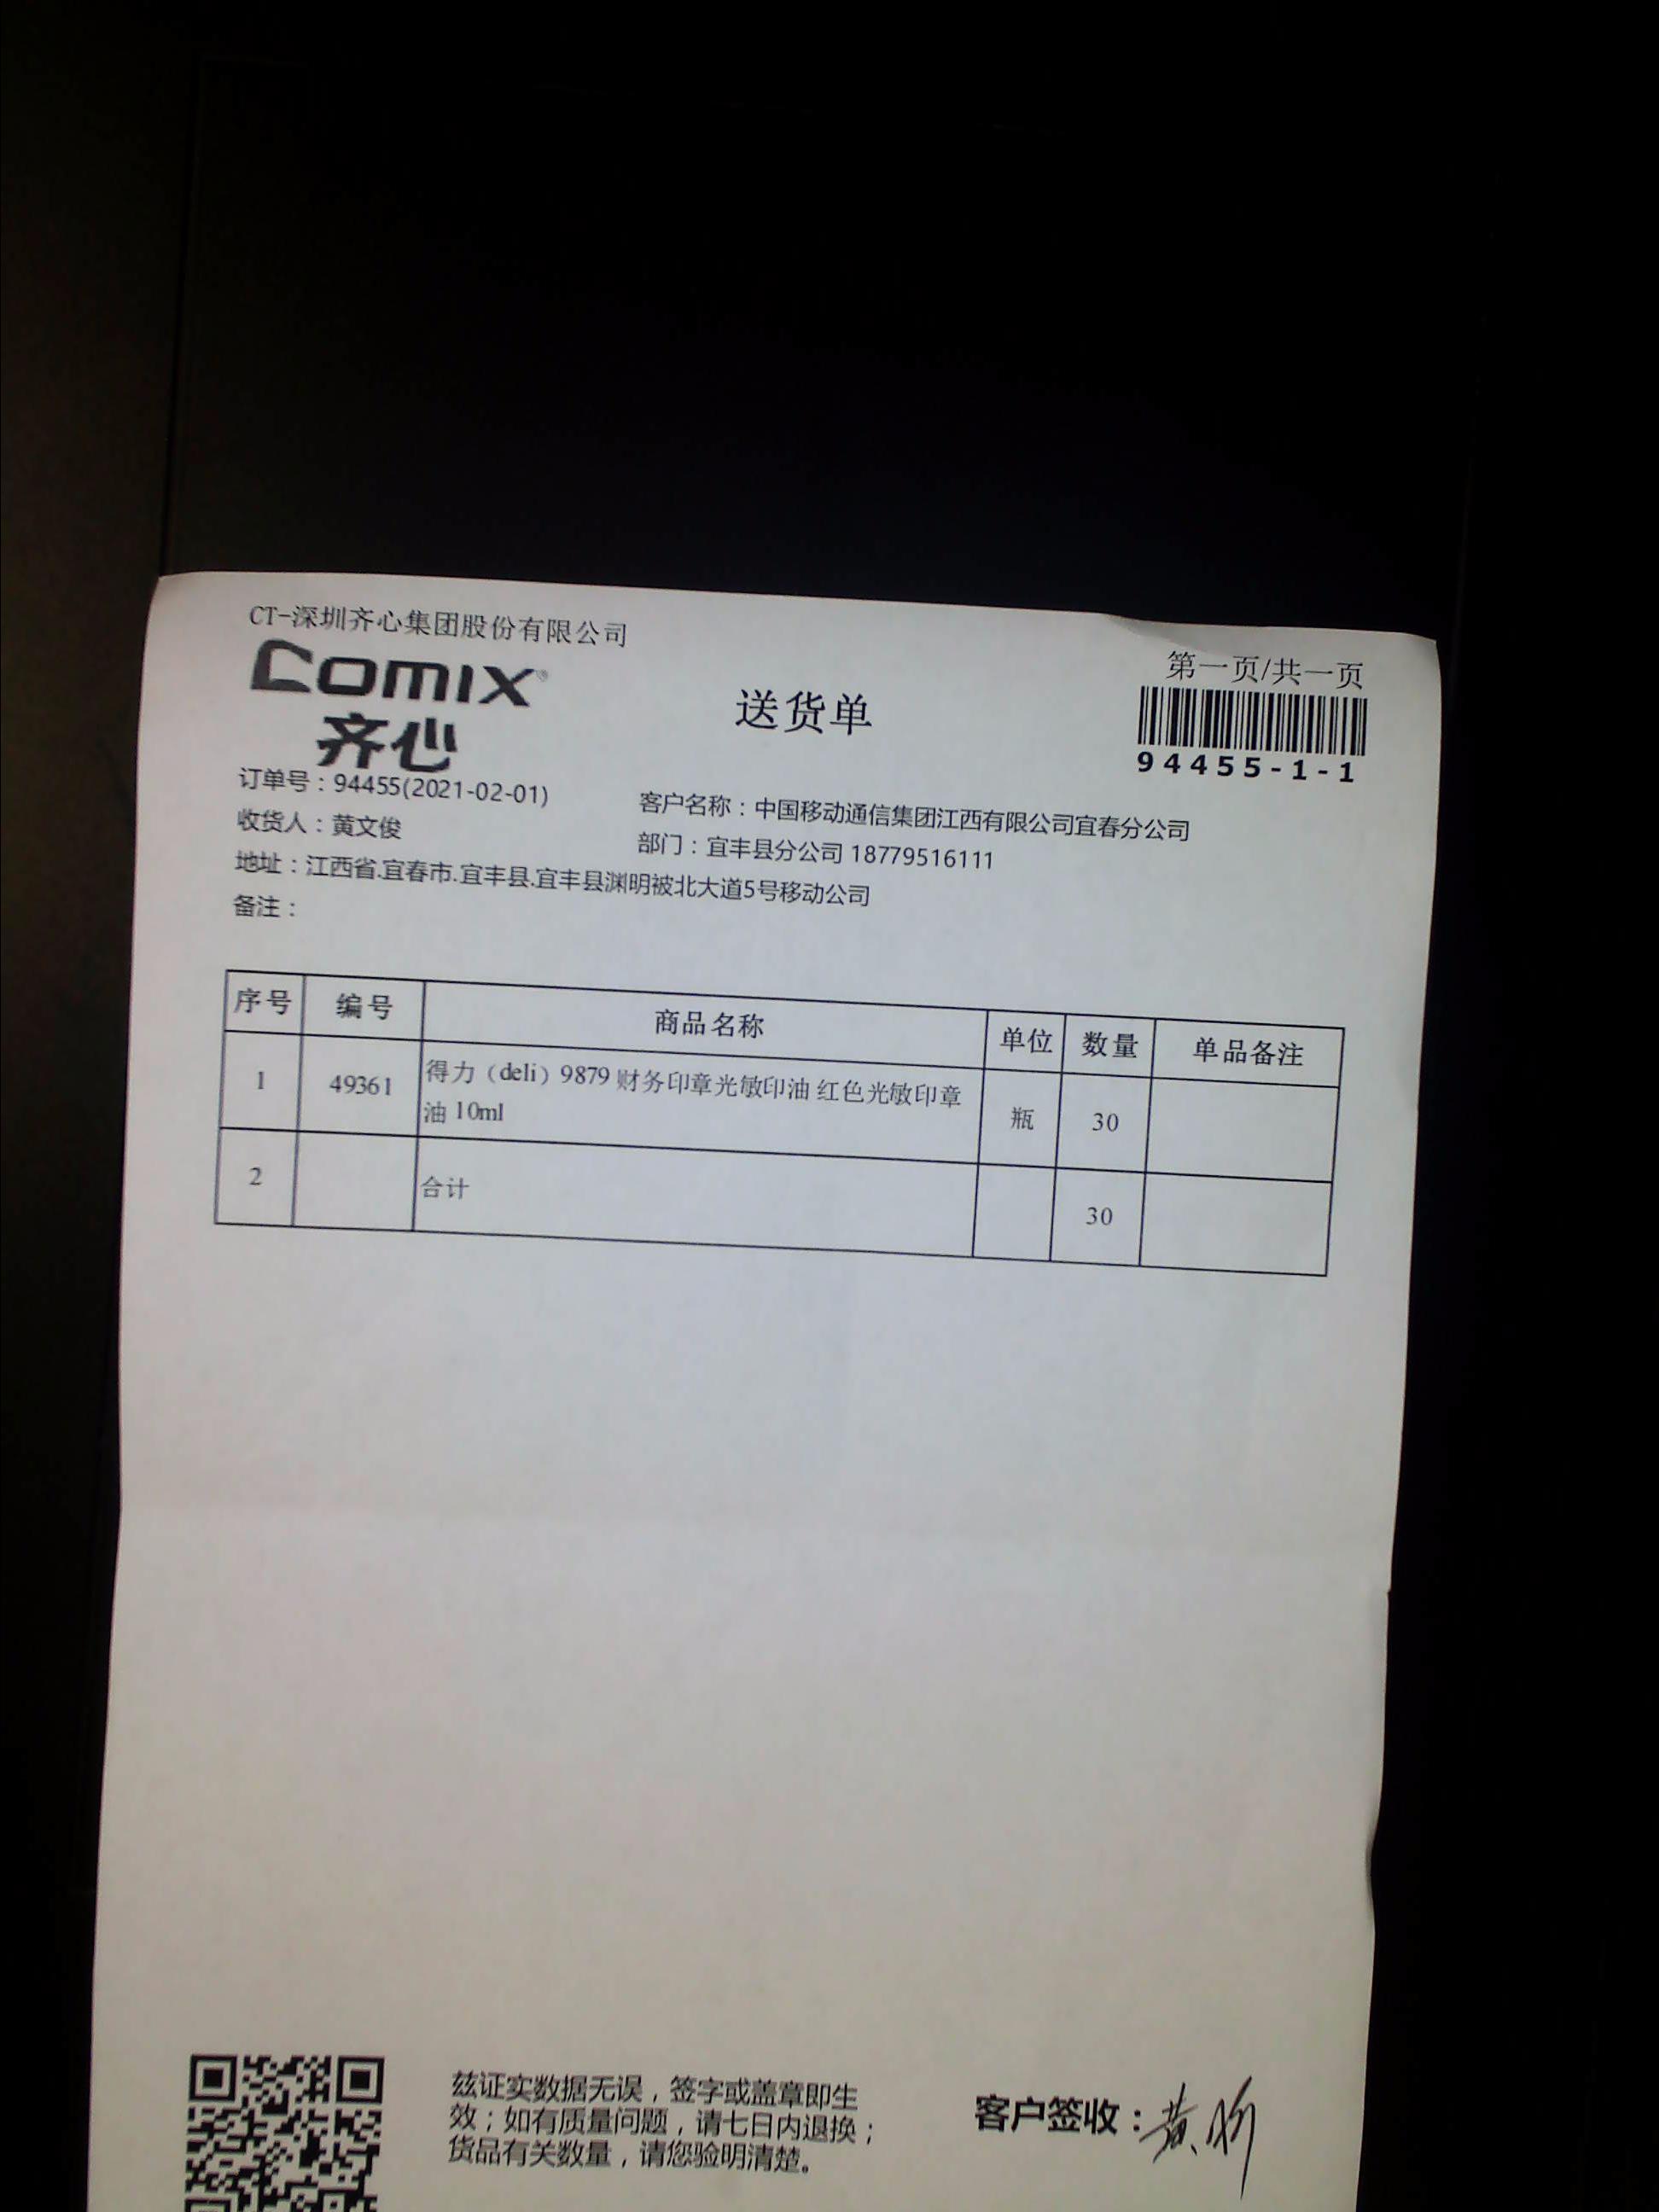 CT-深圳齐心集团股份有限公司
第一页/共一页
COMIX®
齐心
送货单
94455-1-1
订单号：94455(2021-02-01)
客户名称：中国移动通信集团江西有限公司宜春分公司
收货人：黄文俊
部门：宜丰县分公司 18779516111
地址：江西省.宜春市.宜丰县.宜丰县渊明被北大道5号移动公司
备注：
序号 编号 商品名称 单位 数量 单品备注
1 49361 得力（deli）9879 财务印章光敏印油 红色光敏印章油 10ml 瓶 30
2 合计 30
兹证实数据无误，签字或盖章即生
效；如有质量问题，请七日内退换；
货品有关数量，请您验明清楚。
客户签收：黄